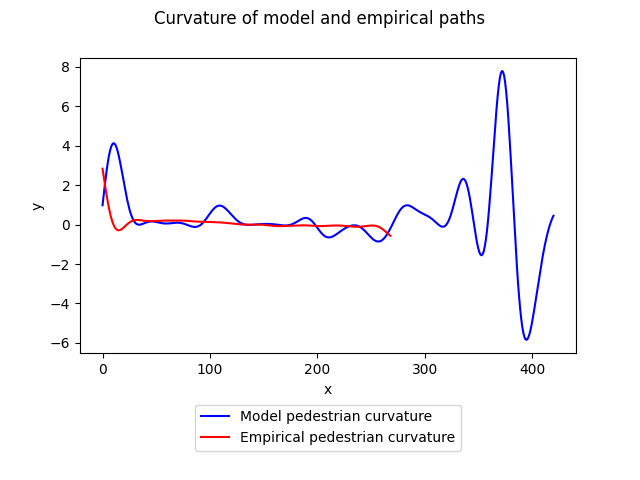 Curvature of model and empirical paths
8
6
4
2
0
−2
−4
−6
y
0 100 200 300 400
x
Model pedestrian curvature
Empirical pedestrian curvature